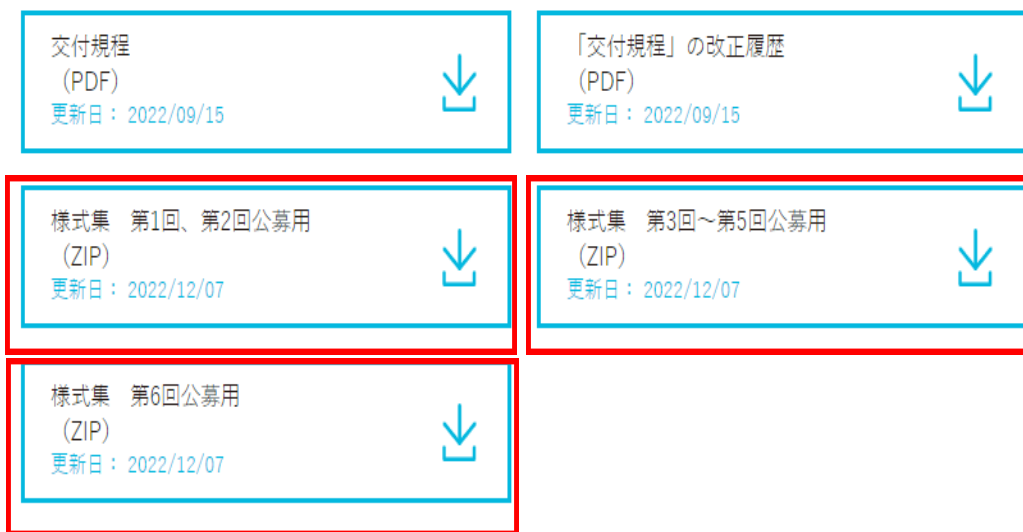 交付規程
（PDF）
更新日： 2022/09/15
「交付規程」の改正履歴
（PDF）
更新日： 2022/09/15
様式集　第1回、第2回公募用
（ZIP）
更新日： 2022/12/07
様式集　第3回～第5回公募用
（ZIP）
更新日： 2022/12/07
様式集　第6回公募用
（ZIP）
更新日： 2022/12/07